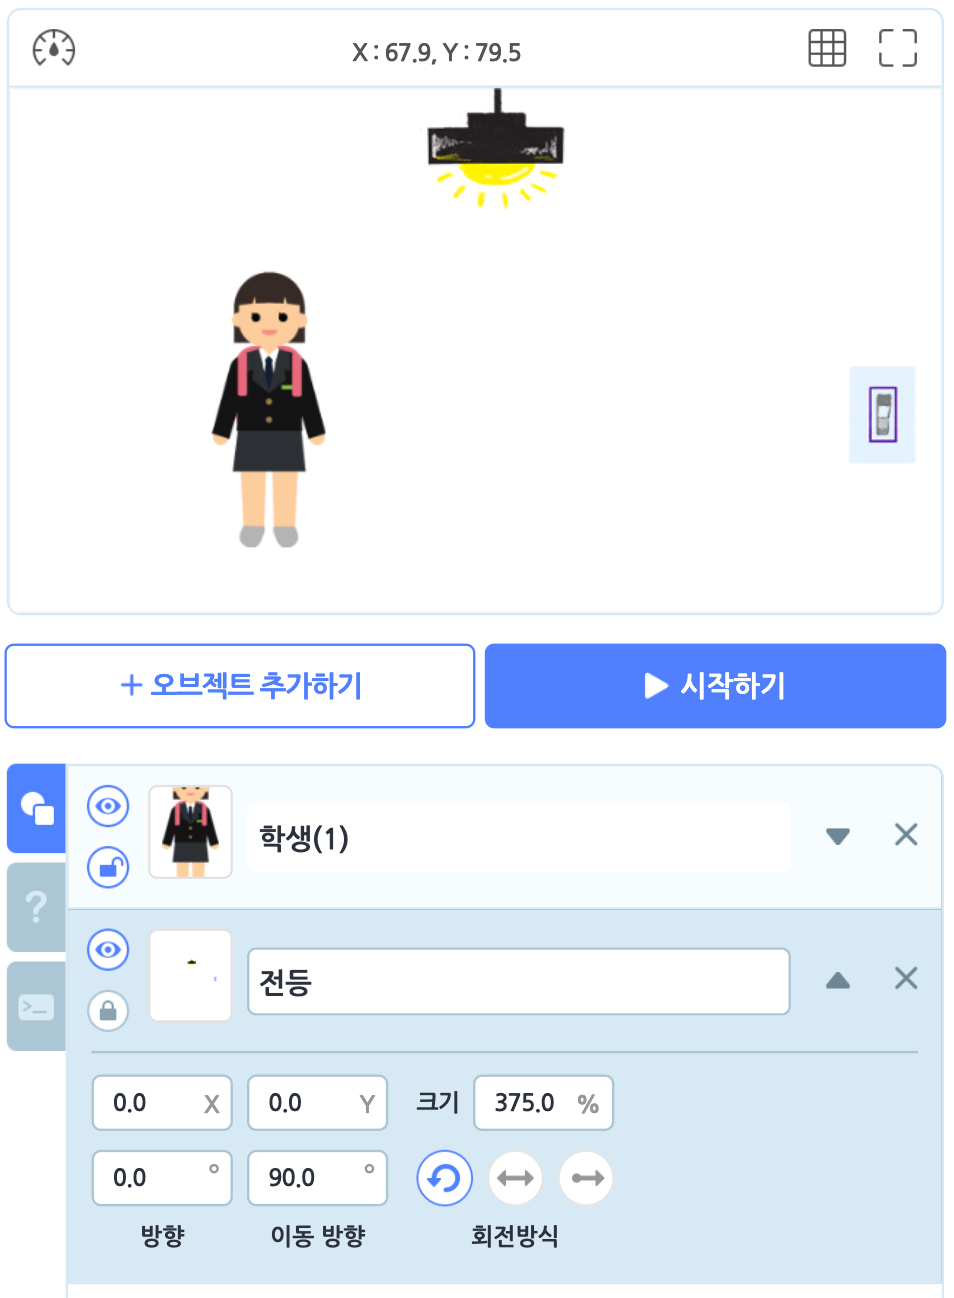 X : 67.9, Y : 79.5
+ 오브젝트 추가하기
시작하기
학생(1)
?
>_
전등
0.0 X 0.0 Y 크기 375.0 %
0.0 ° 90.0 °
방향 이동 방향 회전방식